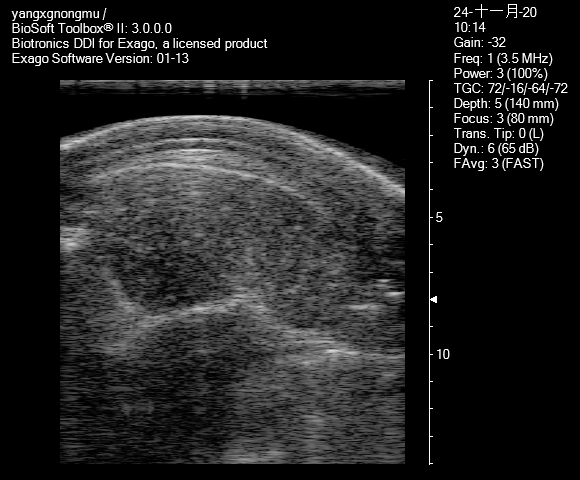 yangxgnongmu /
BioSoft Toolbox® II: 3.0.0.0
Biotronics DDI for Exago, a licensed product
Exago Software Version: 01-13
24-十一月-20
10:14
Gain: -32
Freq: 1 (3.5 MHz)
Power: 3 (100%)
TGC: 72/-16/-64/-72
Depth: 5 (140 mm)
Focus: 3 (80 mm)
Trans. Tip: 0 (L)
Dyn.: 6 (65 dB)
FAvg: 3 (FAST)
5
10